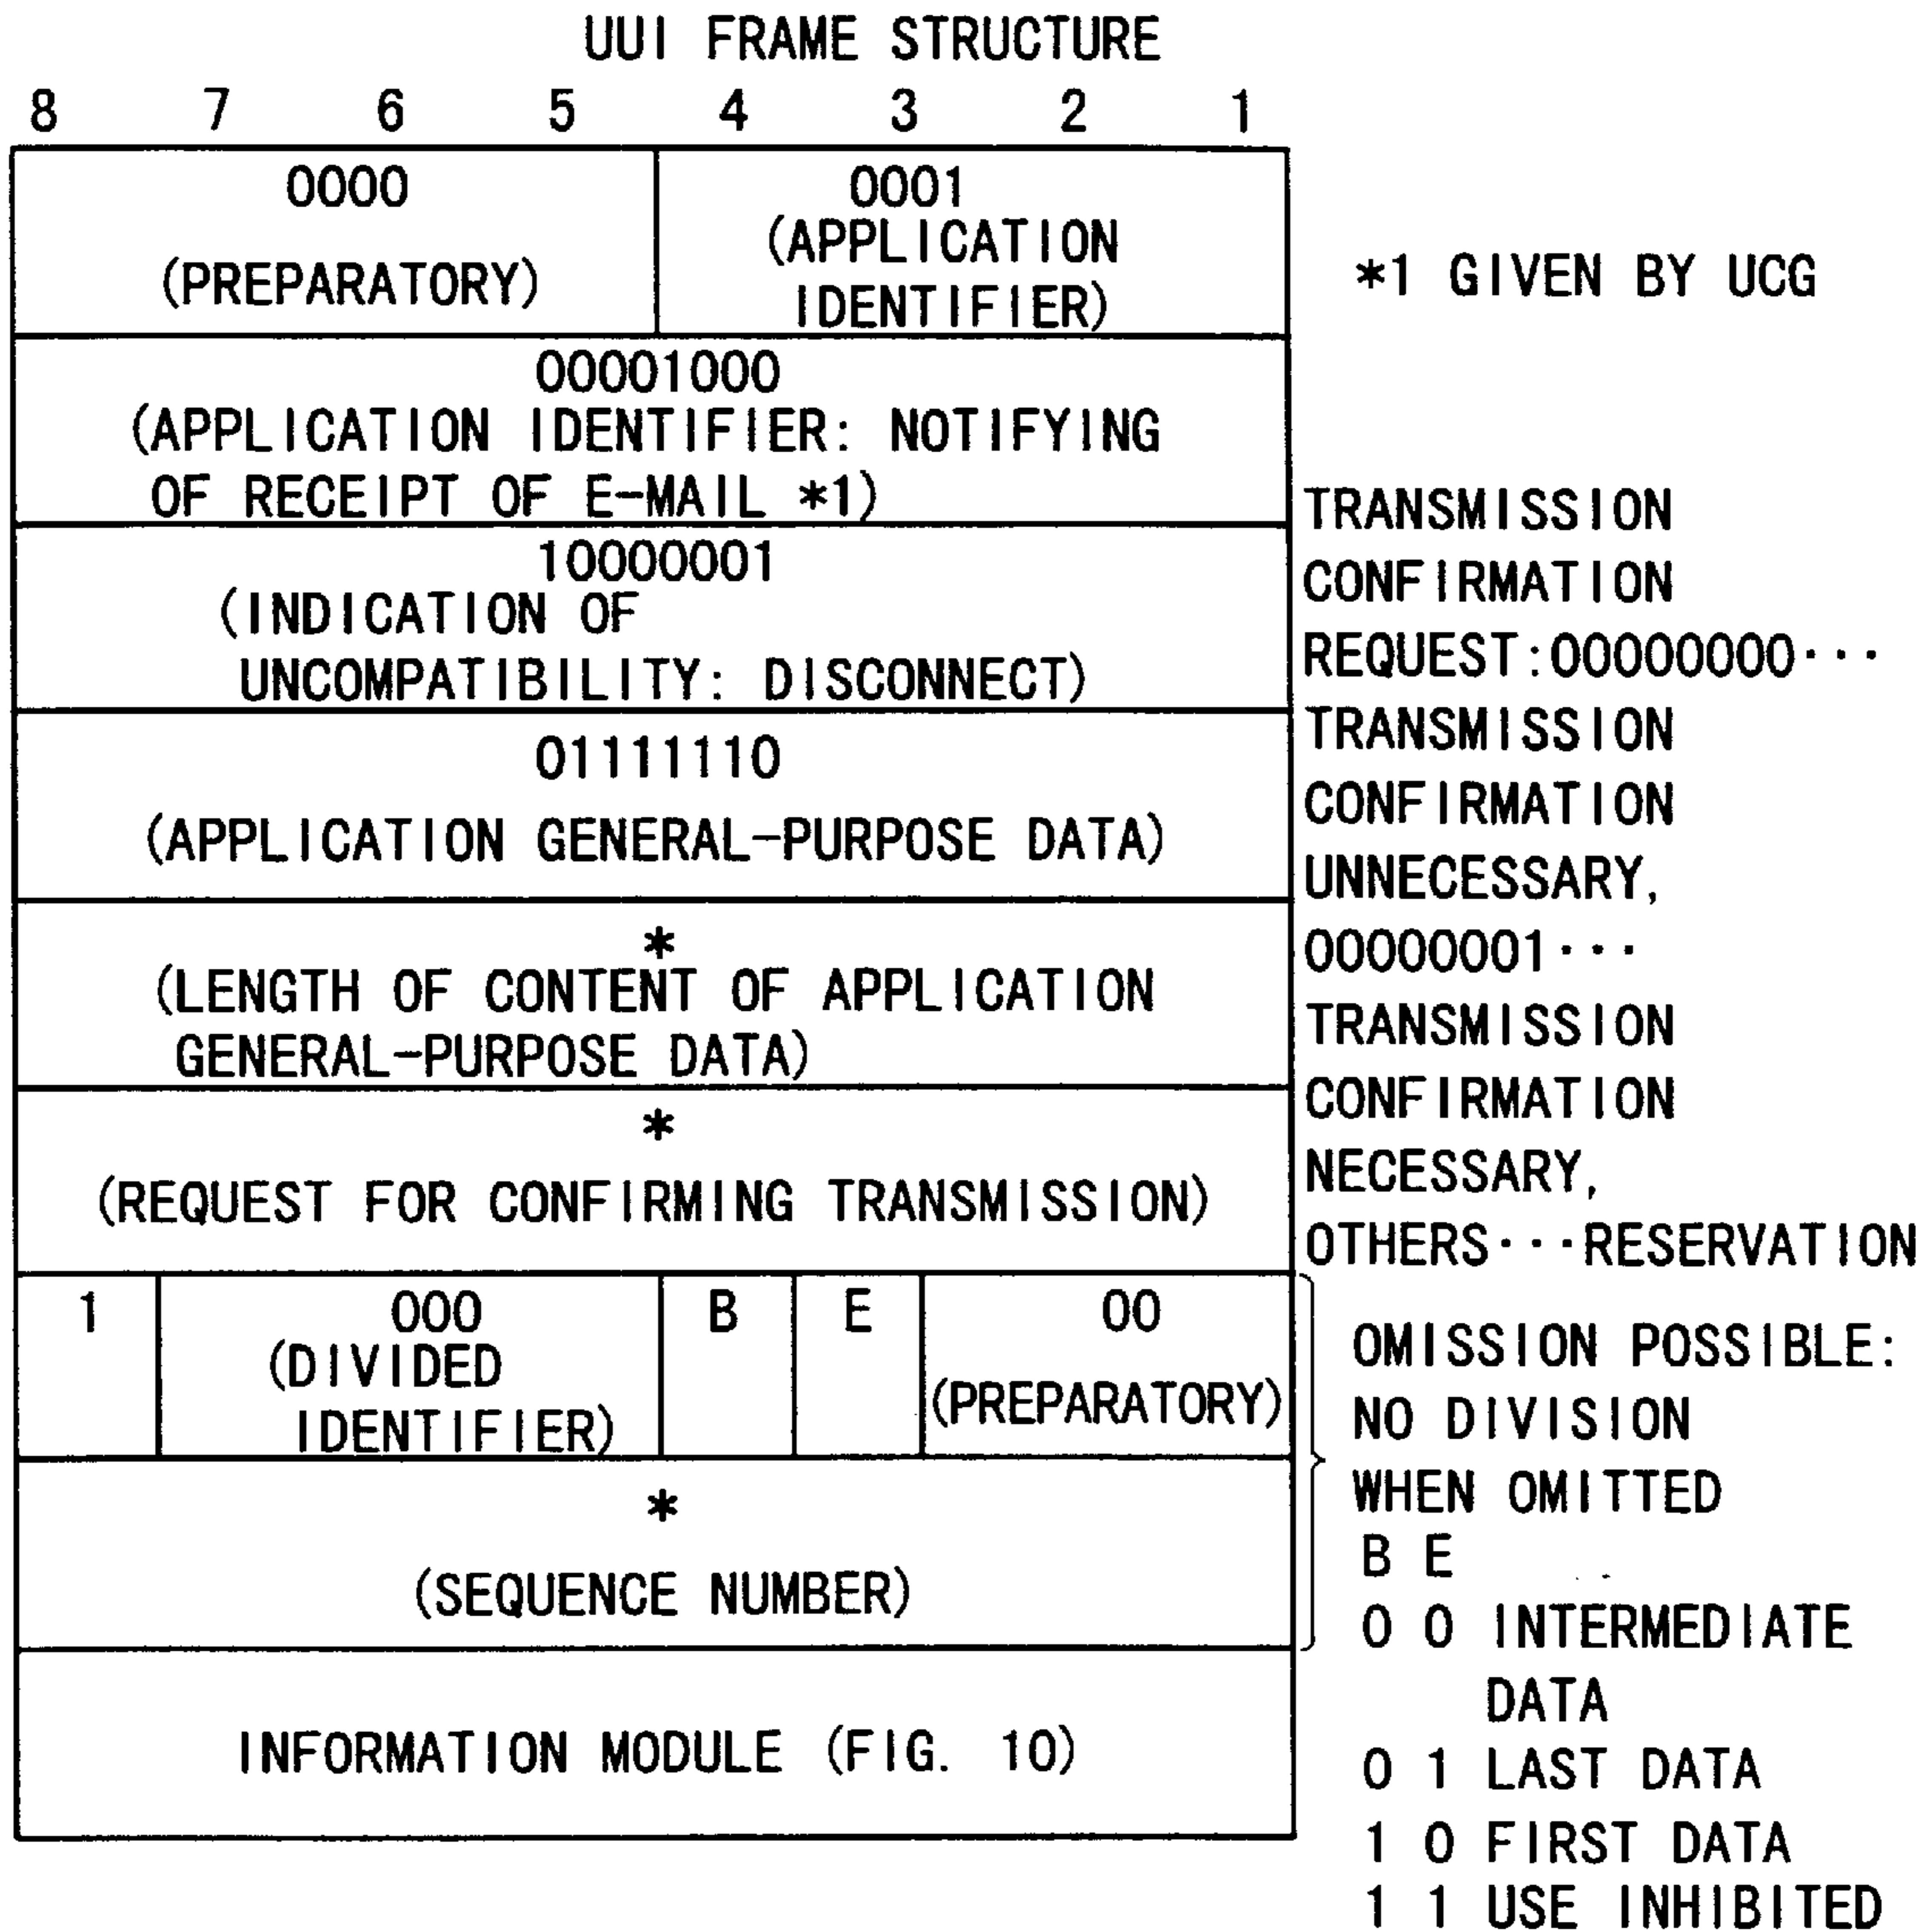 UUI FRAME STRUCTURE
8 7 6 5 4 3 2 1
0000
(PREPARATORY)
0001
(APPLICATION
IDENTIFIER)
*1 GIVEN BY UCG
00001000
(APPLICATION IDENTIFIER: NOTIFYING
OF RECEIPT OF E-MAIL *1)
10000001
(INDICATION OF
UNCOMPATIBILITY: DISCONNECT)
01111110
(APPLICATION GENERAL-PURPOSE DATA)
*
(LENGTH OF CONTENT OF APPLICATION
GENERAL-PURPOSE DATA)
*
(REQUEST FOR CONFIRMING TRANSMISSION)
TRANSMISSION
CONFIRMATION
REQUEST:00000000···
TRANSMISSION
CONFIRMATION
UNNECESSARY,
00000001···
TRANSMISSION
CONFIRMATION
NECESSARY,
OTHERS···RESERVATION
1
000
(DIVIDED
IDENTIFIER)
B
E
00
(PREPARATORY)
*
(SEQUENCE NUMBER)
INFORMATION MODULE (FIG. 10)
OMISSION POSSIBLE:
NO DIVISION
WHEN OMITTED
B E
0 0 INTERMEDIATE
DATA
0 1 LAST DATA
1 0 FIRST DATA
1 1 USE INHIBITED